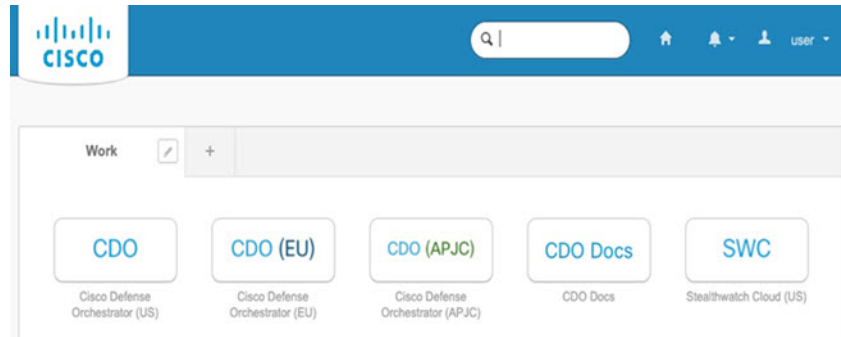 CISCO
user
Work
+
CDO
CDO (EU)
CDO (APJC)
CDO Docs
SWC
Cisco Defense
Orchestrator (US)
Cisco Defense
Orchestrator (EU)
Cisco Defense
Orchestrator (APJC)
CDO Docs
Stealthwatch Cloud (US)